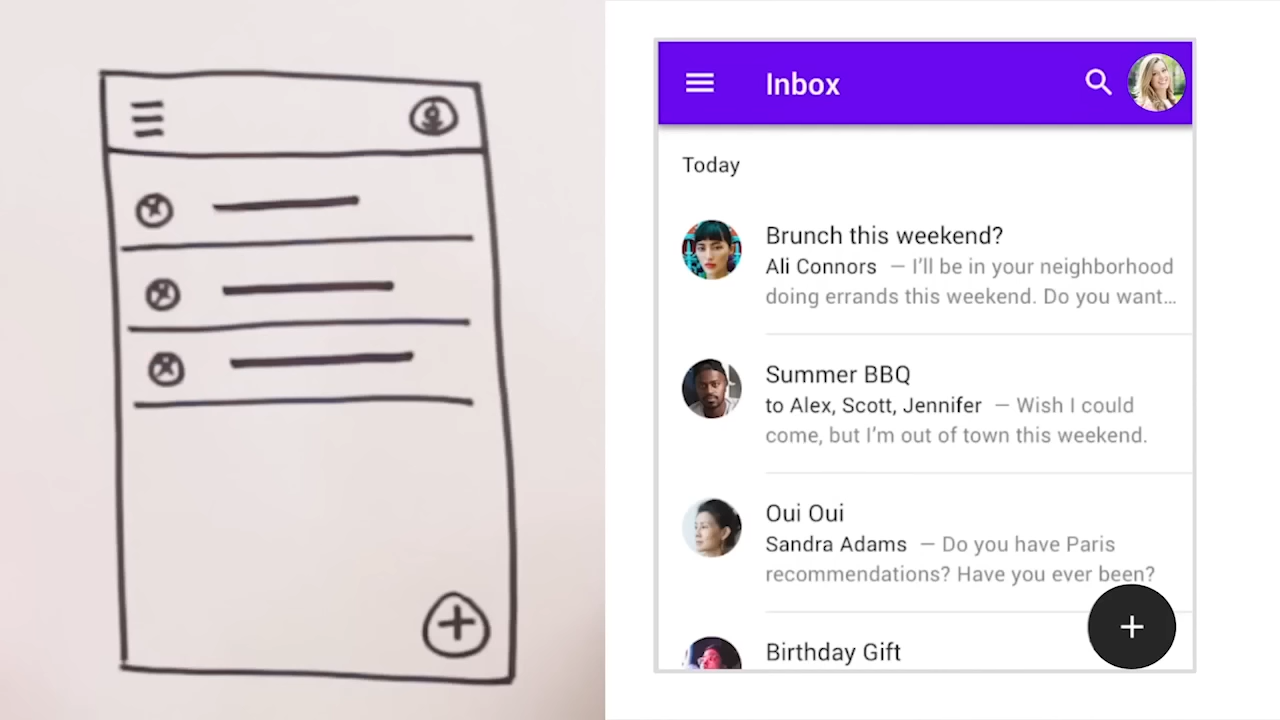 Inbox
Today
Brunch this weekend?
Ali Connors — I'll be in your neighborhood
doing errands this weekend. Do you want…
Summer BBQ
to Alex, Scott, Jennifer — Wish I could
come, but I'm out of town this weekend.
Oui Oui
Sandra Adams — Do you have Paris
recommendations? Have you ever been?
Birthday Gift